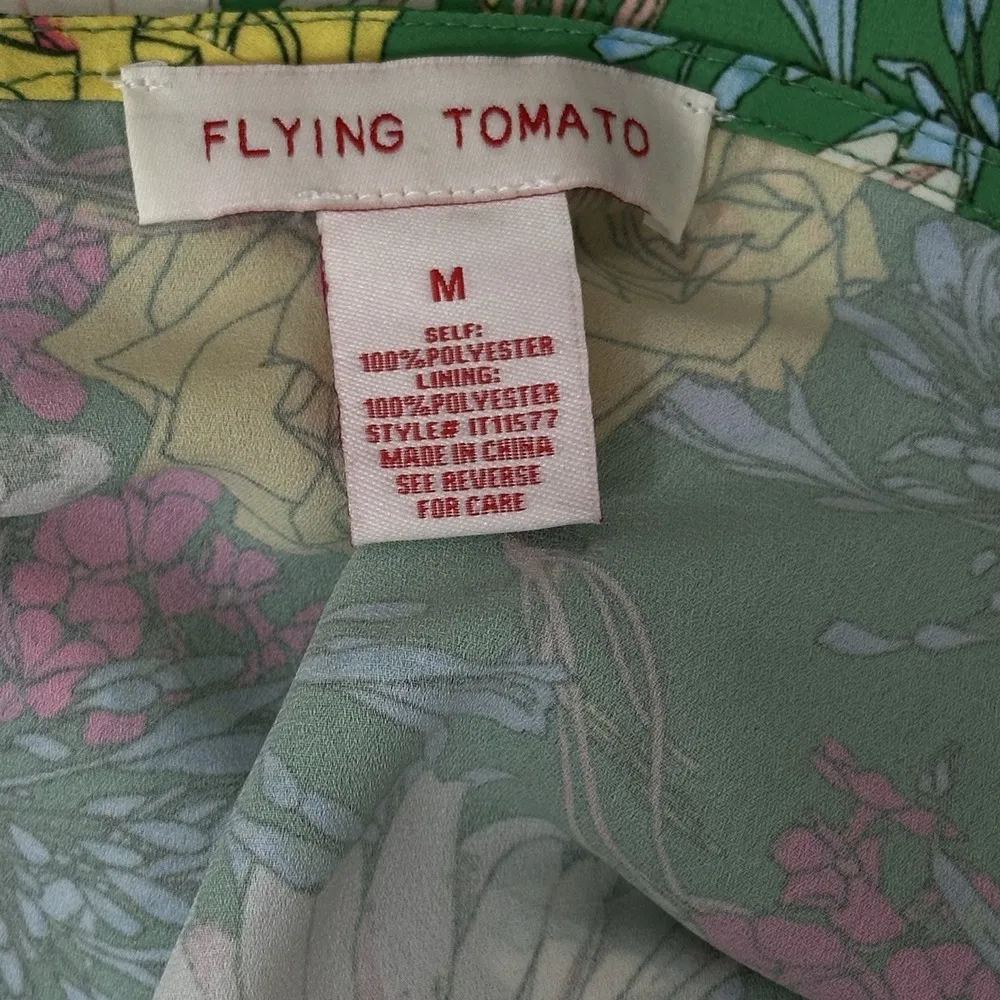 FLYING TOMATO
M
SELF:
100%POLYESTER
LINING:
100%POLYESTER
STYLE# IT11577
MADE IN CHINA
SEE REVERSE
FOR CARE